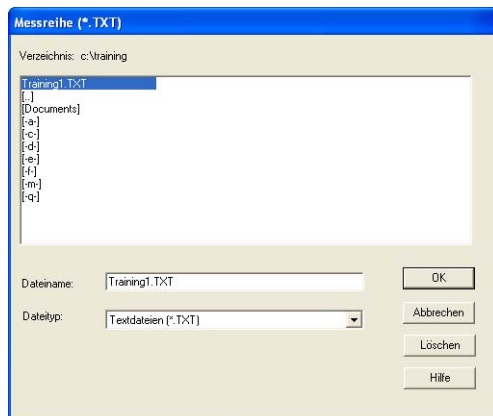 Messreihe (*.TXT)
Verzeichnis: c:\training
Training1.TXT
[..]
[Documents]
[-a-]
[-c-]
[-d-]
[-e-]
[-f-]
[-m-]
[-q-]
Dateiname: Training1.TXT
OK
Dateityp: Textdateien (*.TXT)
Abbrechen
Löschen
Hilfe